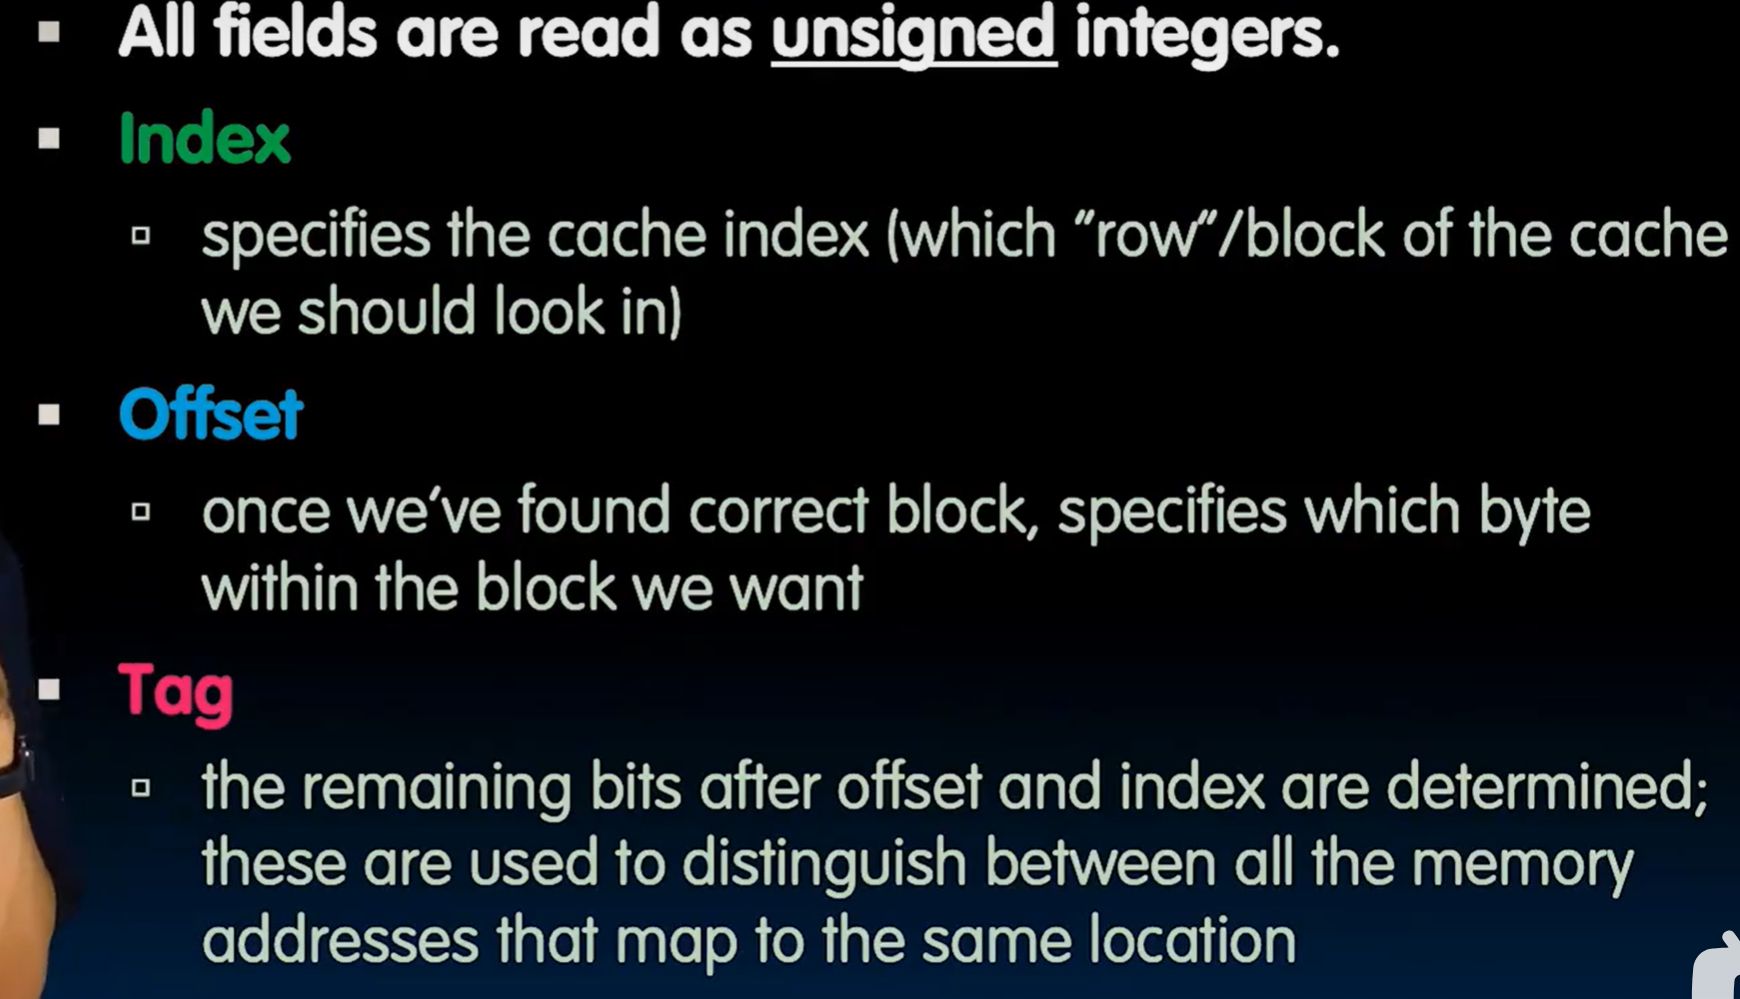 All fields are read as unsigned integers.
Index
specifies the cache index (which “row”/block of the cache
we should look in)
Offset
once we’ve found correct block, specifies which byte
within the block we want
Tag
the remaining bits after offset and index are determined;
these are used to distinguish between all the memory
addresses that map to the same location